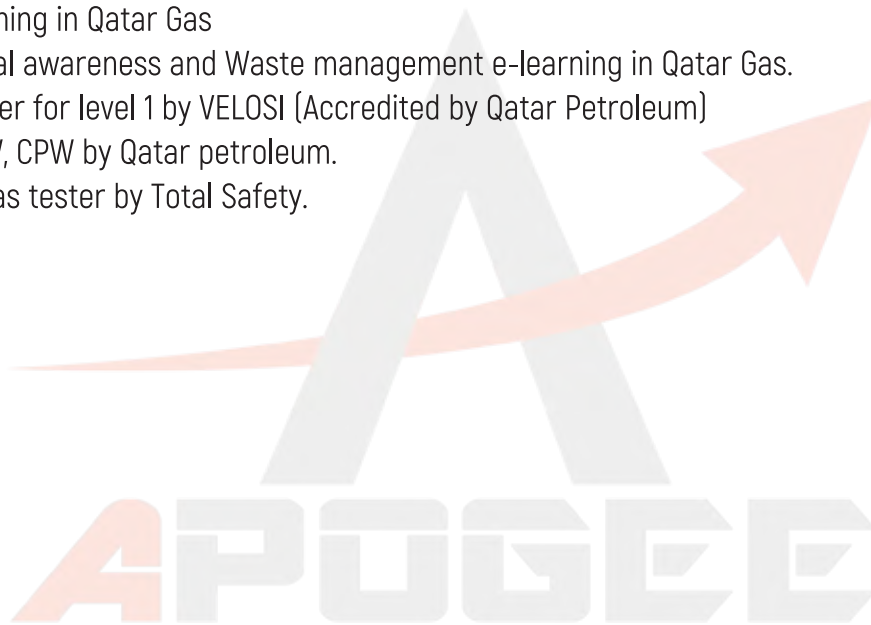 ning in Qatar Gas
al awareness and Waste management e-learning in Qatar Gas.
er for level 1 by VELOSI (Accredited by Qatar Petroleum)
, CPW by Qatar petroleum.
as tester by Total Safety.
APOGEE